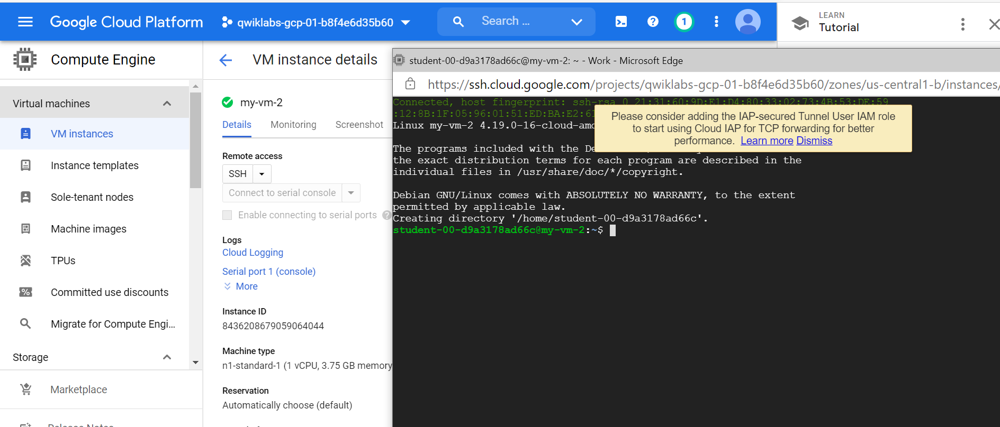 Google Cloud Platform
qwiklabs-gcp-01-b8f4e6d35b60
Search ...
1
LEARN
Tutorial
Compute Engine
Virtual machines
VM instances
Instance templates
Sole-tenant nodes
Machine images
TPUs
Committed use discounts
Migrate for Compute Engi...
Storage
Marketplace
Release Notes
VM instance details
my-vm-2
Details Monitoring Screenshot
Remote access
SSH
Connect to serial console
Enable connecting to serial ports
Logs
Cloud Logging
Serial port 1 (console)
More
Instance ID
8436208679059064044
Machine type
n1-standard-1 (1 vCPU, 3.75 GB memory
Reservation
Automatically choose (default)
student-00-d9a3178ad66c@my-vm-2: ~ - Work - Microsoft Edge
https://ssh.cloud.google.com/projects/qwiklabs-gcp-01-b8f4e6d35b60/zones/us-central1-b/instances/
Connected, host fingerprint: ssh-rsa 0 21:31:60:9D:E1:D4:80:33:02:73:4B:53:DE:59
:12:8B:1F:05:96:01:51:ED:BA:E2:61
Linux my-vm-2 4.19.0-16-cloud-amd
Please consider adding the IAP-secured Tunnel User IAM role
to start using Cloud IAP for TCP forwarding for better
performance. Learn more Dismiss
The programs included with the De
the exact distribution terms for each program are described in the
individual files in /usr/share/doc/*/copyright.
Debian GNU/Linux comes with ABSOLUTELY NO WARRANTY, to the extent
permitted by applicable law.
Creating directory '/home/student-00-d9a3178ad66c'.
student-00-d9a3178ad66c@my-vm-2:~$